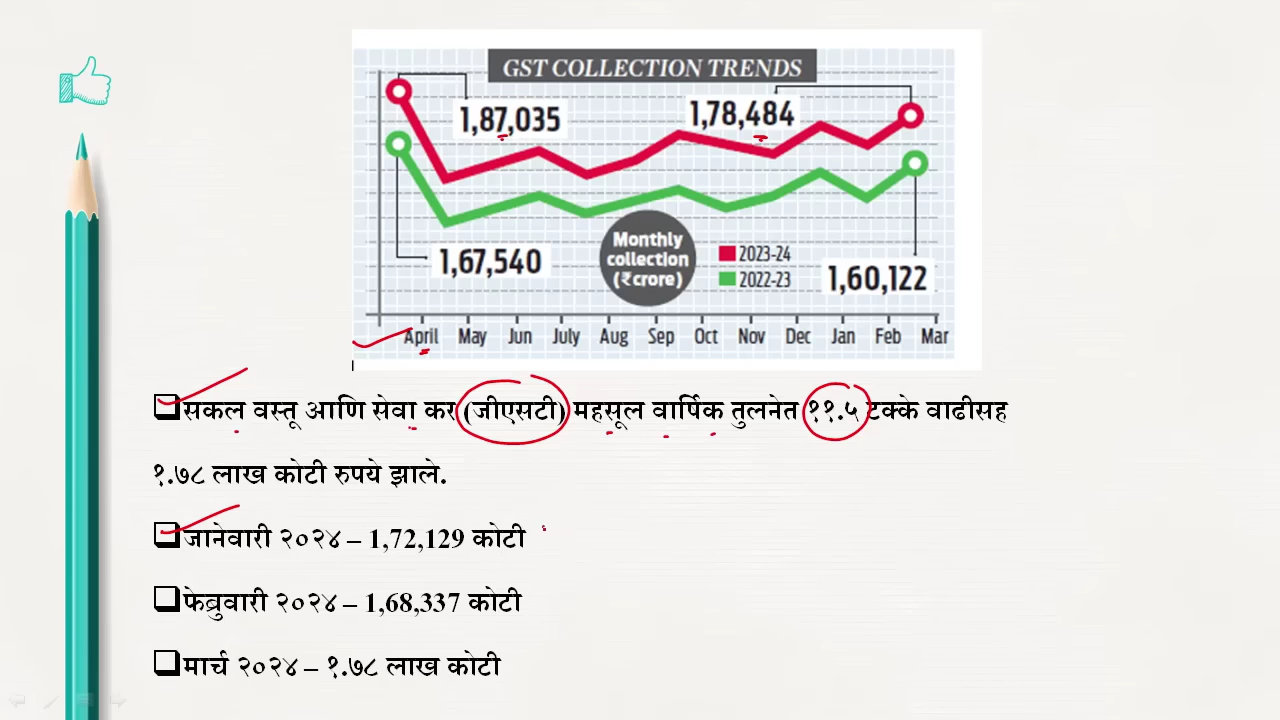 GST COLLECTION TRENDS
1,87,035
1,78,484
1,67,540
Monthly
collection
(₹crore)
2023-24
2022-23
1,60,122
April May Jun July Aug Sep Oct Nov Dec Jan Feb Mar
सकल वस्तू आणि सेवा कर (जीएसटी) महसूल वार्षिक तुलनेत ११.५ टक्के वाढीसह
१.७८ लाख कोटी रुपये झाले.
जानेवारी २०२४ – 1,72,129 कोटी
फेब्रुवारी २०२४ – 1,68,337 कोटी
मार्च २०२४ – १.७८ लाख कोटी